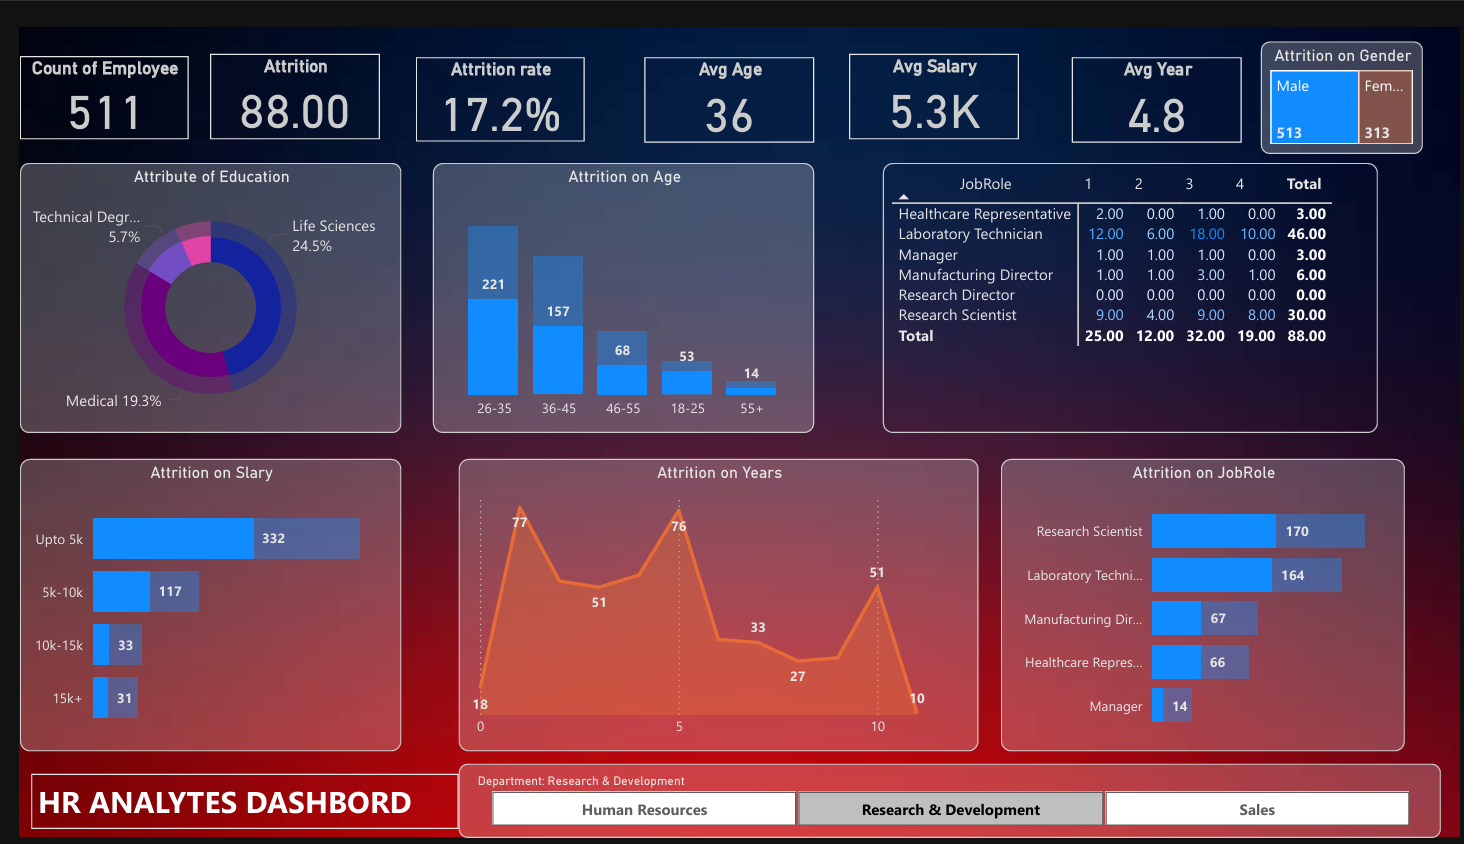 Count of Employee
511
Attrition
88.00
Attrition rate
17.2%
Avg Age
36
Avg Salary
5.3K
Avg Year
4.8
Attrition on Gender
Male
Fem...
513
313
Attribute of Education
Technical Degr...
5.7%
Life Sciences
24.5%
Medical 19.3%
Attrition on Age
221
157
68
53
14
26-35 36-45 46-55 18-25 55+
JobRole 1 2 3 4 Total
Healthcare Representative 2.00 0.00 1.00 0.00 3.00
Laboratory Technician 12.00 6.00 18.00 10.00 46.00
Manager 1.00 1.00 1.00 0.00 3.00
Manufacturing Director 1.00 1.00 3.00 1.00 6.00
Research Director 0.00 0.00 0.00 0.00 0.00
Research Scientist 9.00 4.00 9.00 8.00 30.00
Total 25.00 12.00 32.00 19.00 88.00
Attrition on Slary
Upto 5k 332
5k-10k 117
10k-15k 33
15k+ 31
Attrition on Years
77
76
51
51
33
27
18
10
0 5 10
Attrition on JobRole
Research Scientist 170
Laboratory Techni... 164
Manufacturing Dir... 67
Healthcare Repres... 66
Manager 14
HR ANALYTES DASHBORD
Department: Research & Development
Human Resources
Research & Development
Sales